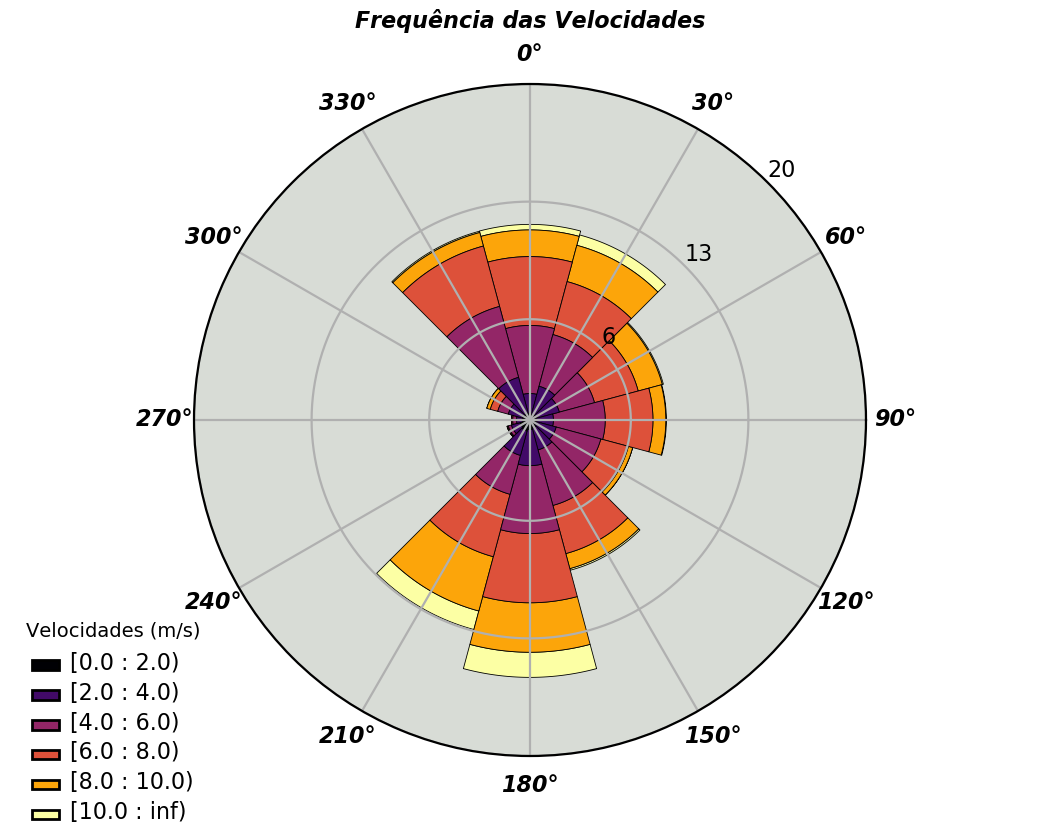 Frequência das Velocidades
0°
330°
30°
20
300°
60°
13
6
270°
90°
240°
120°
210°
150°
180°
Velocidades (m/s)
[0.0 : 2.0)
[2.0 : 4.0)
[4.0 : 6.0)
[6.0 : 8.0)
[8.0 : 10.0)
[10.0 : inf)